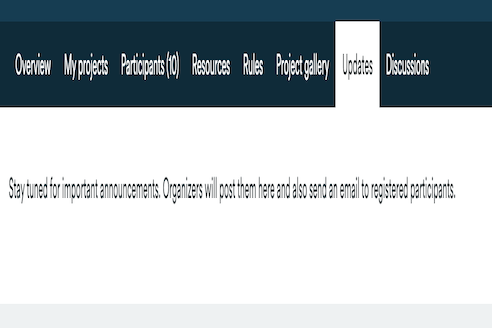 Overview My projects Participants (10) Resources Rules Project gallery Updates Discussions
Stay tuned for important announcements. Organizers will post them here and also send an email to registered participants.